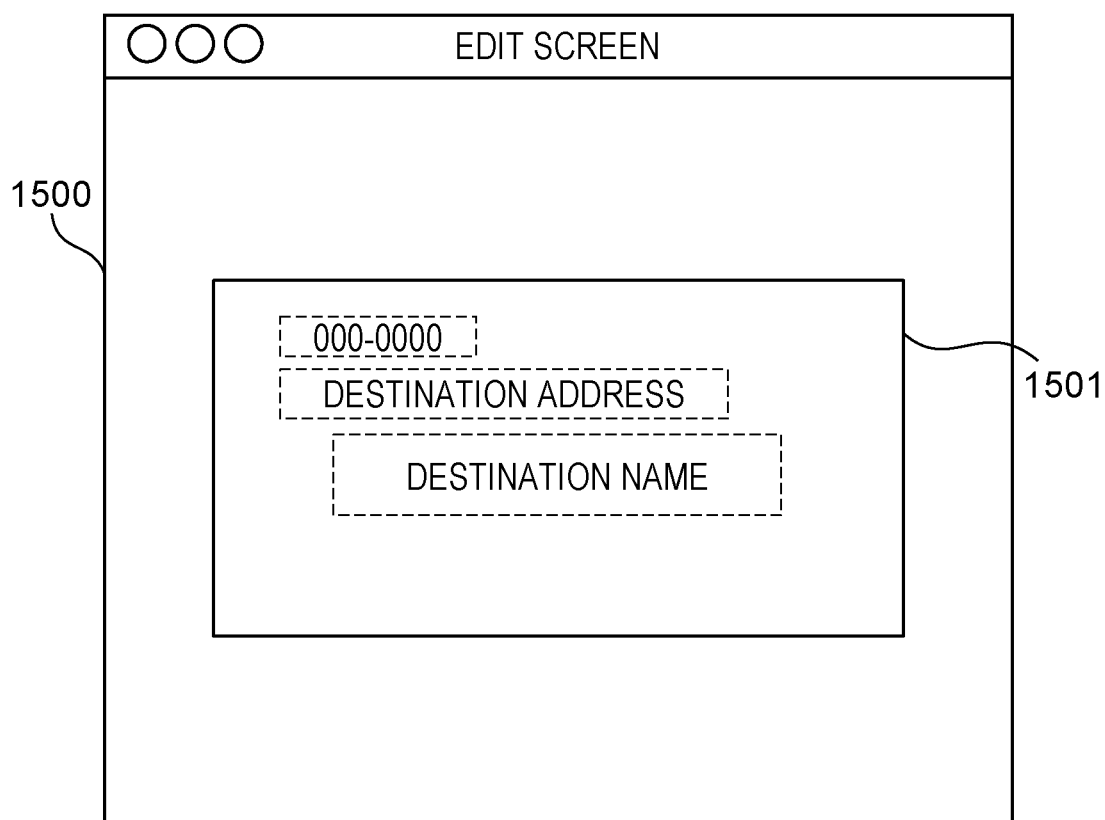 EDIT SCREEN
1500
000-0000
DESTINATION ADDRESS
1501
DESTINATION NAME